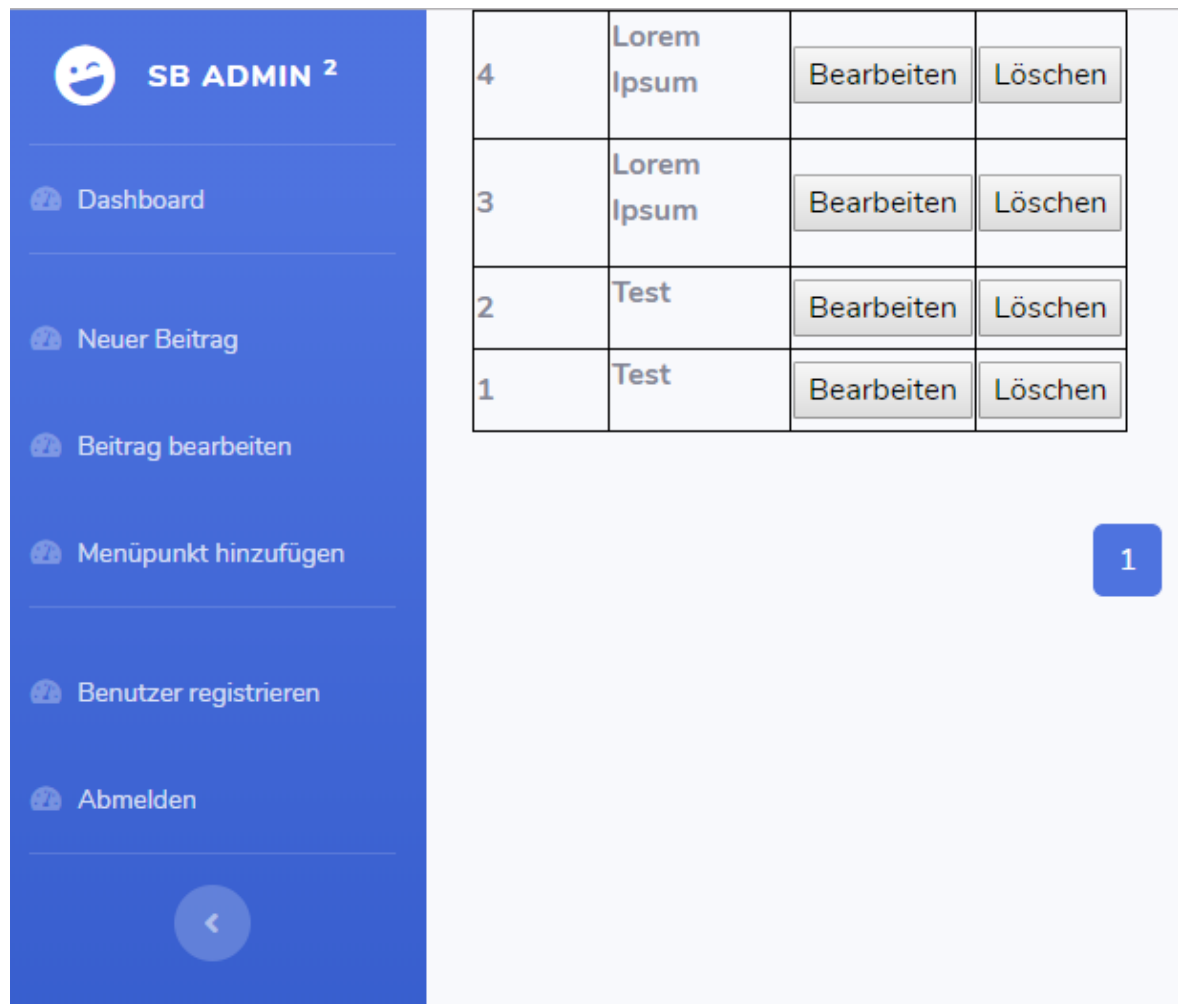 SB ADMIN 2
Dashboard
Neuer Beitrag
Beitrag bearbeiten
Menüpunkt hinzufügen
Benutzer registrieren
Abmelden
4 Lorem Ipsum Bearbeiten Löschen
3 Lorem Ipsum Bearbeiten Löschen
2 Test Bearbeiten Löschen
1 Test Bearbeiten Löschen
1